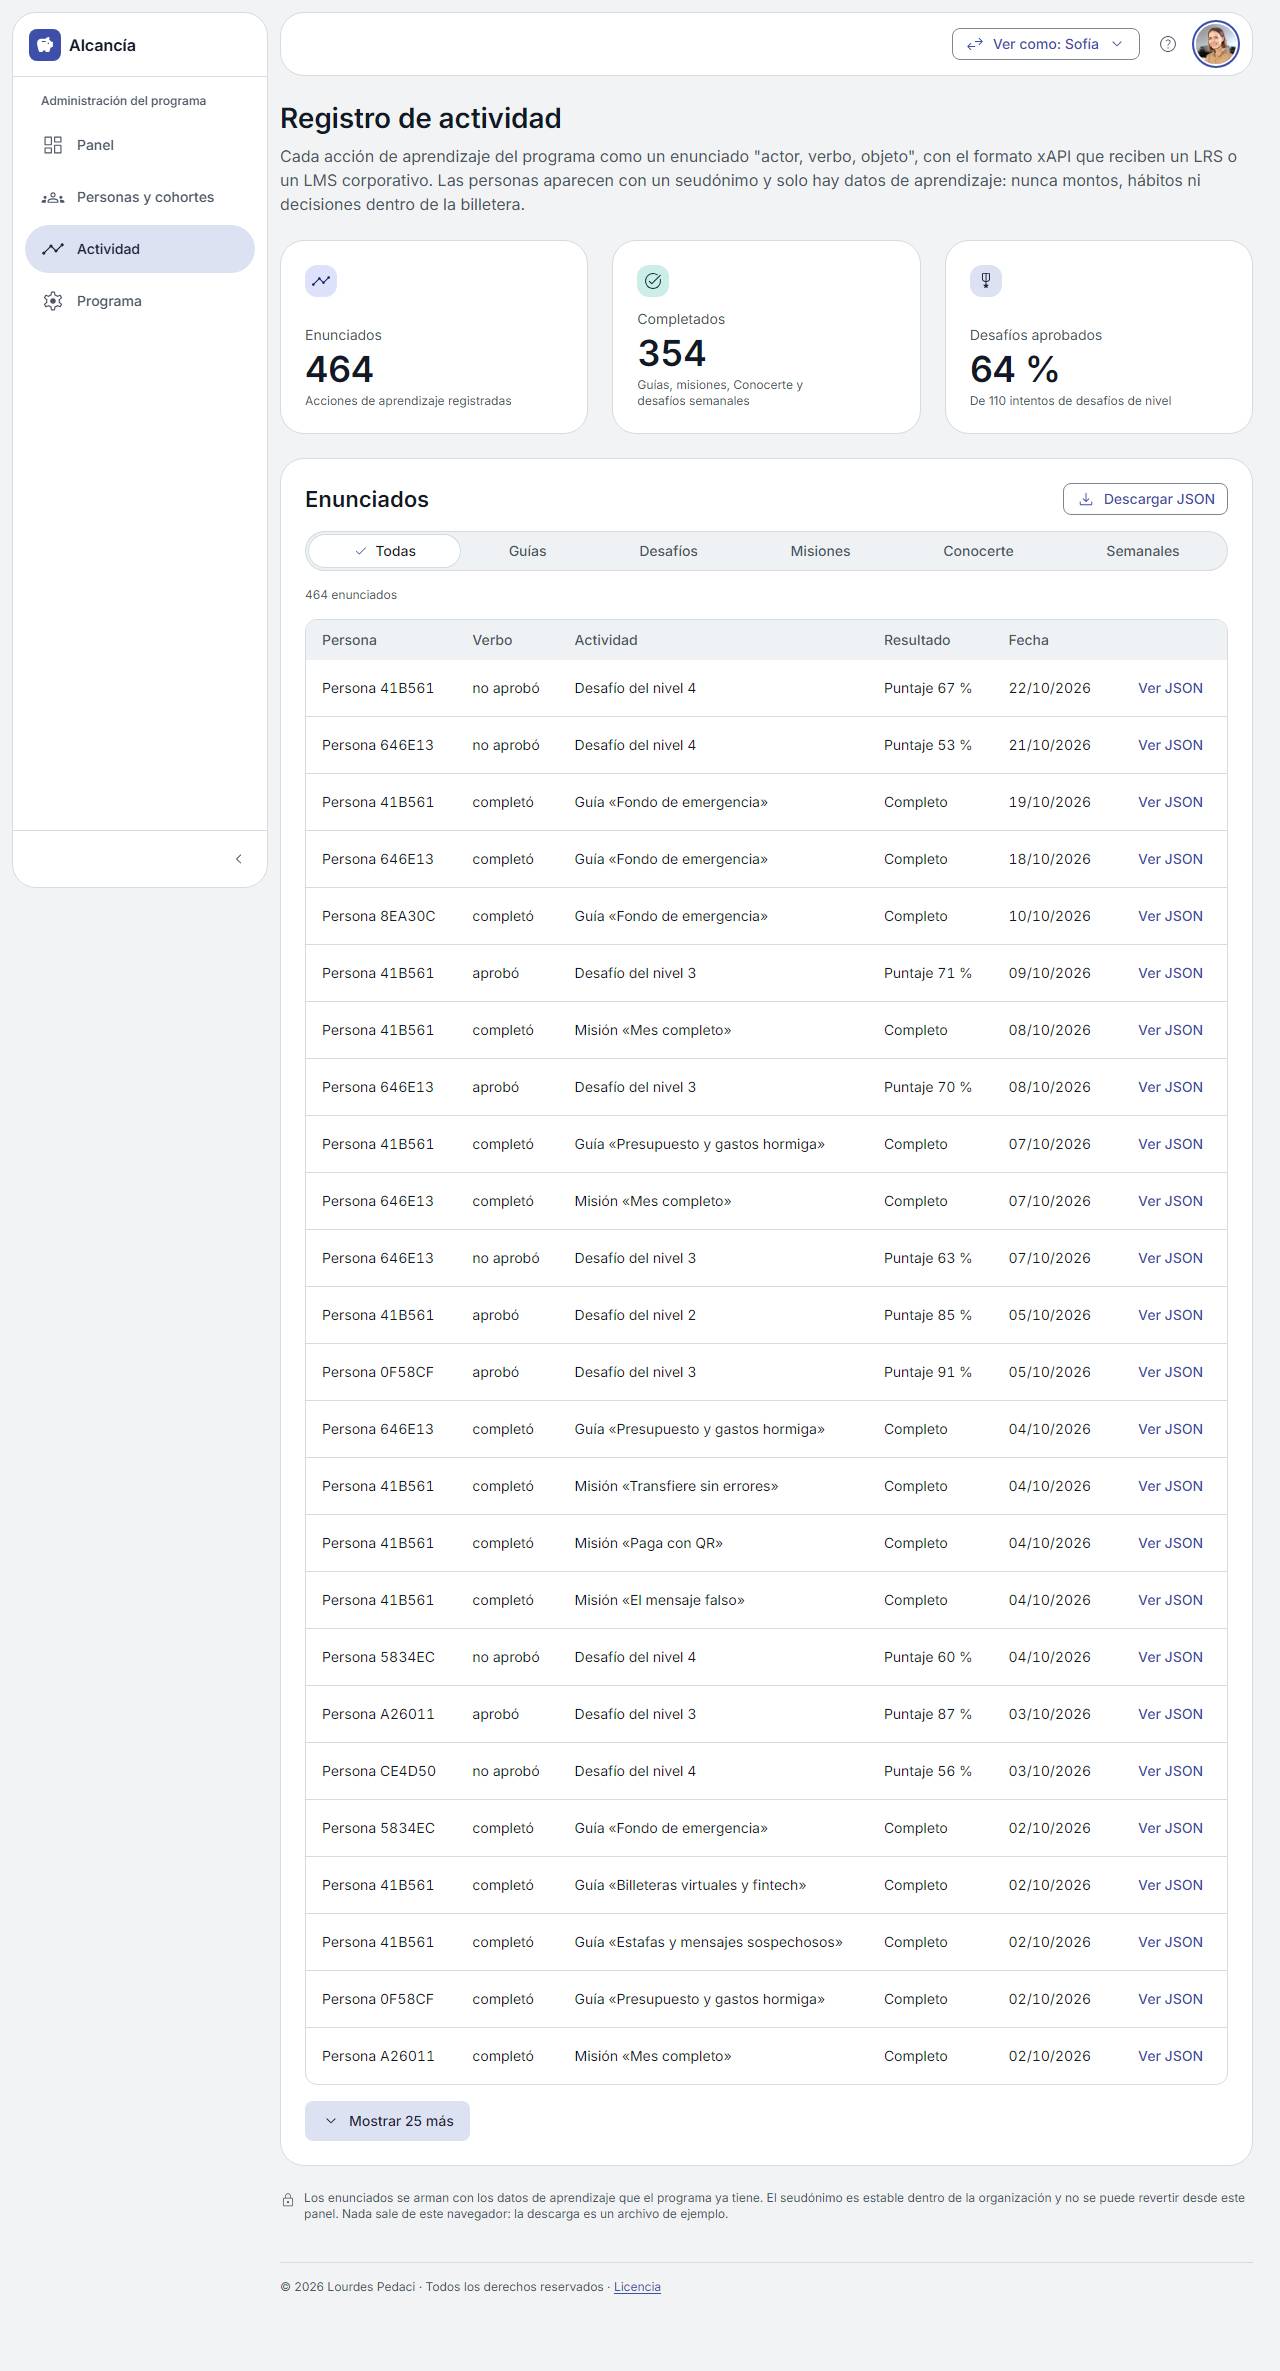 Alcancía
Ver como: Sofía
Administración del programa
Panel
Personas y cohortes
Actividad
Programa
Registro de actividad
Cada acción de aprendizaje del programa como un enunciado "actor, verbo, objeto", con el formato xAPI que reciben un LRS o
un LMS corporativo. Las personas aparecen con un seudónimo y solo hay datos de aprendizaje: nunca montos, hábitos ni
decisiones dentro de la billetera.
Enunciados
464
Acciones de aprendizaje registradas
Completados
354
Guías, misiones, Conocerte y
desafíos semanales
Desafíos aprobados
64 %
De 110 intentos de desafíos de nivel
Enunciados
Descargar JSON
Todas Guías Desafíos Misiones Conocerte Semanales
464 enunciados
Persona Verbo Actividad Resultado Fecha
Persona 41B561 no aprobó Desafío del nivel 4 Puntaje 67 % 22/10/2026 Ver JSON
Persona 646E13 no aprobó Desafío del nivel 4 Puntaje 53 % 21/10/2026 Ver JSON
Persona 41B561 completó Guía «Fondo de emergencia» Completo 19/10/2026 Ver JSON
Persona 646E13 completó Guía «Fondo de emergencia» Completo 18/10/2026 Ver JSON
Persona 8EA30C completó Guía «Fondo de emergencia» Completo 10/10/2026 Ver JSON
Persona 41B561 aprobó Desafío del nivel 3 Puntaje 71 % 09/10/2026 Ver JSON
Persona 41B561 completó Misión «Mes completo» Completo 08/10/2026 Ver JSON
Persona 646E13 aprobó Desafío del nivel 3 Puntaje 70 % 08/10/2026 Ver JSON
Persona 41B561 completó Guía «Presupuesto y gastos hormiga» Completo 07/10/2026 Ver JSON
Persona 646E13 completó Misión «Mes completo» Completo 07/10/2026 Ver JSON
Persona 646E13 no aprobó Desafío del nivel 3 Puntaje 63 % 07/10/2026 Ver JSON
Persona 41B561 aprobó Desafío del nivel 2 Puntaje 85 % 05/10/2026 Ver JSON
Persona 0F58CF aprobó Desafío del nivel 3 Puntaje 91 % 05/10/2026 Ver JSON
Persona 646E13 completó Guía «Presupuesto y gastos hormiga» Completo 04/10/2026 Ver JSON
Persona 41B561 completó Misión «Transfiere sin errores» Completo 04/10/2026 Ver JSON
Persona 41B561 completó Misión «Paga con QR» Completo 04/10/2026 Ver JSON
Persona 41B561 completó Misión «El mensaje falso» Completo 04/10/2026 Ver JSON
Persona 5834EC no aprobó Desafío del nivel 4 Puntaje 60 % 04/10/2026 Ver JSON
Persona A26011 aprobó Desafío del nivel 3 Puntaje 87 % 03/10/2026 Ver JSON
Persona CE4D50 no aprobó Desafío del nivel 4 Puntaje 56 % 03/10/2026 Ver JSON
Persona 5834EC completó Guía «Fondo de emergencia» Completo 02/10/2026 Ver JSON
Persona 41B561 completó Guía «Billeteras virtuales y fintech» Completo 02/10/2026 Ver JSON
Persona 41B561 completó Guía «Estafas y mensajes sospechosos» Completo 02/10/2026 Ver JSON
Persona 0F58CF completó Guía «Presupuesto y gastos hormiga» Completo 02/10/2026 Ver JSON
Persona A26011 completó Misión «Mes completo» Completo 02/10/2026 Ver JSON
Mostrar 25 más
Los enunciados se arman con los datos de aprendizaje que el programa ya tiene. El seudónimo es estable dentro de la organización y no se puede revertir desde este
panel. Nada sale de este navegador: la descarga es un archivo de ejemplo.
© 2026 Lourdes Pedaci · Todos los derechos reservados · Licencia